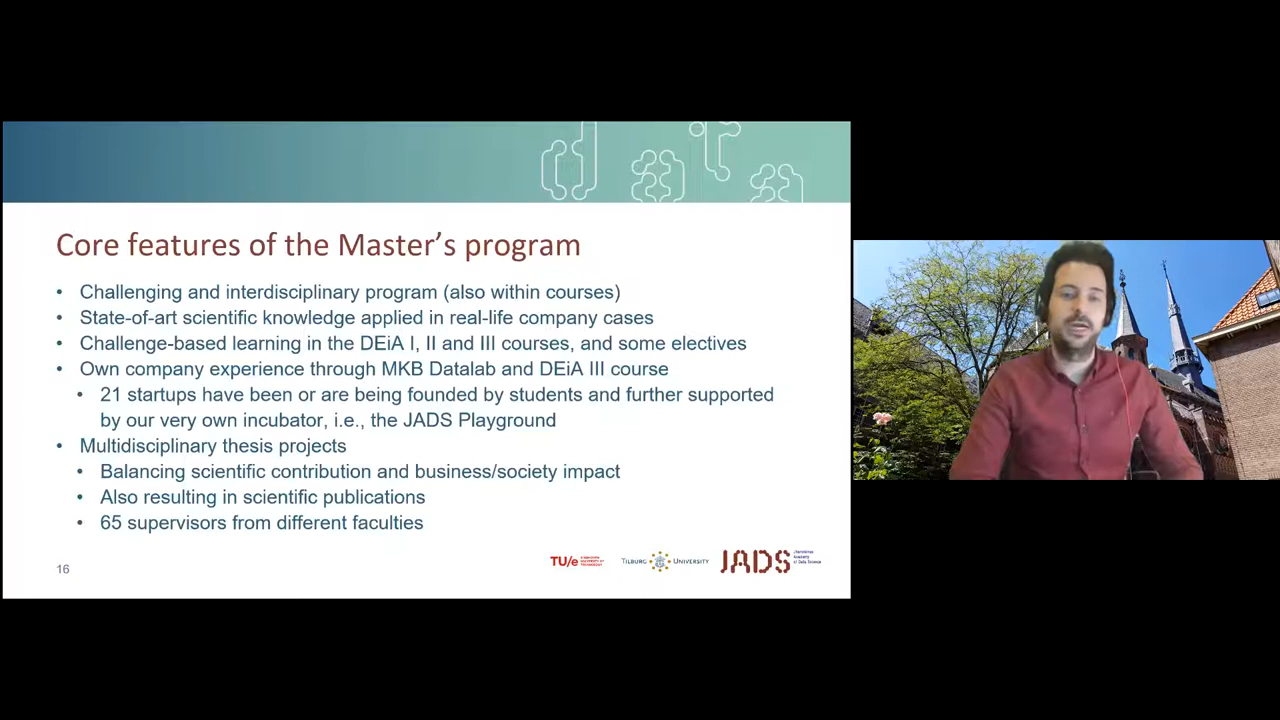 data
Core features of the Master's program
• Challenging and interdisciplinary program (also within courses)
• State-of-art scientific knowledge applied in real-life company cases
• Challenge-based learning in the DEiA I, II and III courses, and some electives
• Own company experience through MKB Datalab and DEiA III course
• 21 startups have been or are being founded by students and further supported
by our very own incubator, i.e., the JADS Playground
• Multidisciplinary thesis projects
• Balancing scientific contribution and business/society impact
• Also resulting in scientific publications
• 65 supervisors from different faculties
16
TU/e
TILBURG UNIVERSITY
JADS